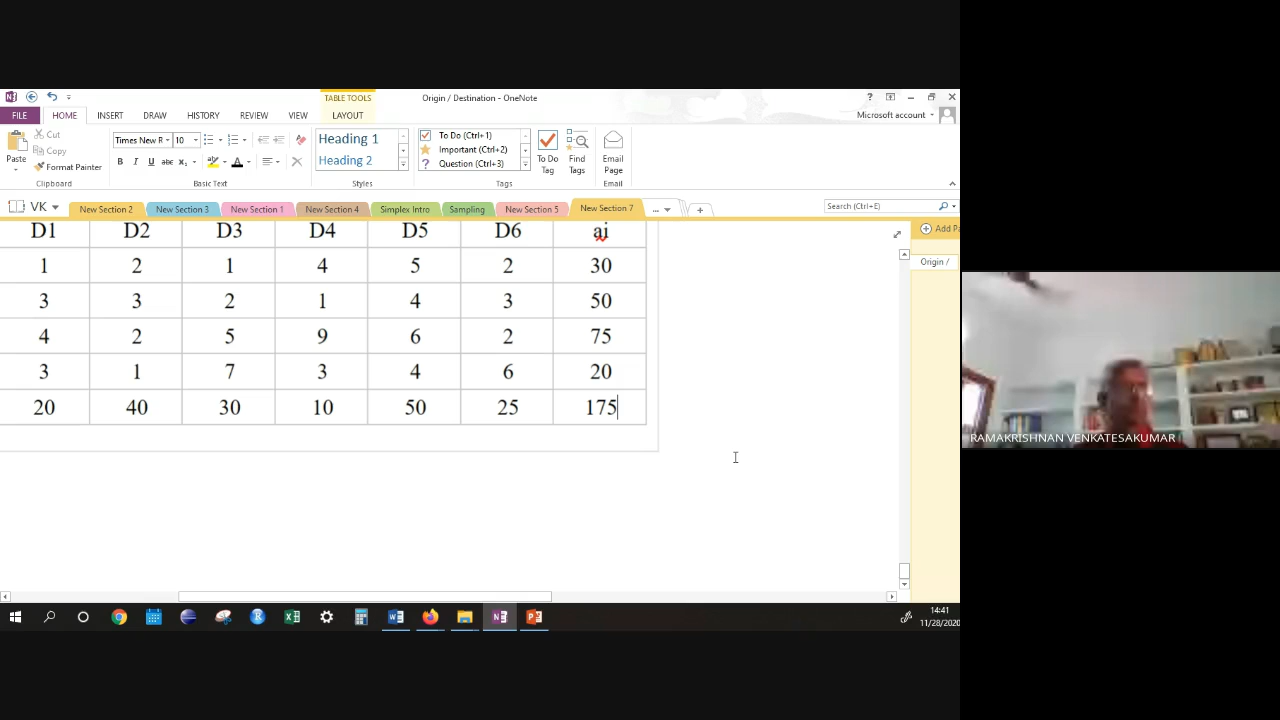 TABLE TOOLS
Origin / Destination - OneNote
?
FILE HOME INSERT DRAW HISTORY REVIEW VIEW LAYOUT
Microsoft account
Paste
Cut
Copy
Format Painter
Clipboard
Times New R 10
B I U abc x₂ A
Basic Text
Heading 1
Heading 2
Styles
To Do (Ctrl+1)
Important (Ctrl+2)
? Question (Ctrl+3)
Tags
To Do Tag
Find Tags
Email Page
Email
VK
New Section 2 New Section 3 New Section 1 New Section 4 Simplex Intro Sampling New Section 5 New Section 7 ... +
Search (Ctrl+E)
Add Pa
Origin /
D1 D2 D3 D4 D5 D6 ai
1 2 1 4 5 2 30
3 3 2 1 4 3 50
4 2 5 9 6 2 75
3 1 7 3 4 6 20
20 40 30 10 50 25 175
14:41
11/28/2020
RAMAKRISHNAN VENKATESAKUMAR